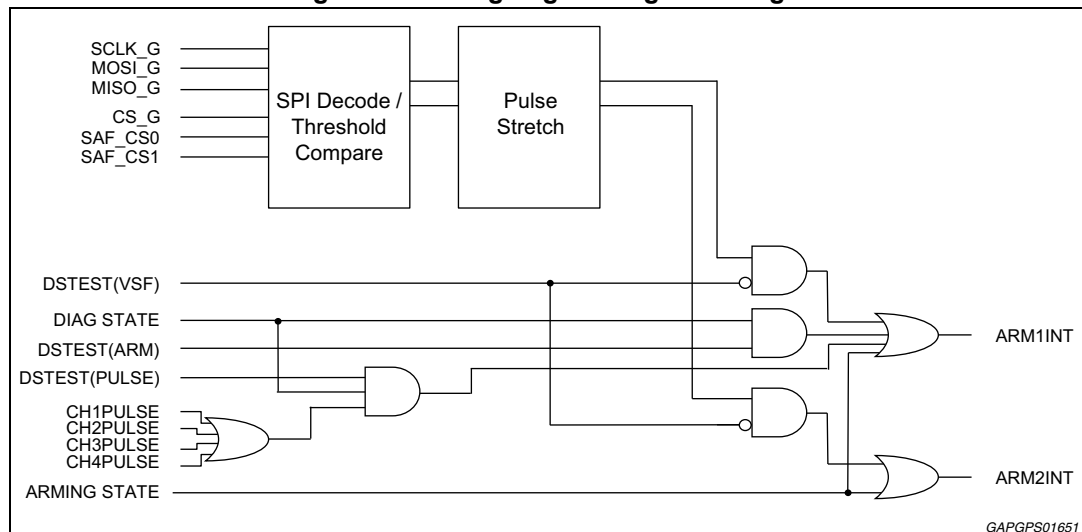 SCLK_G
MOSI_G
MISO_G
CS_G
SAF_CS0
SAF_CS1
SPI Decode /
Threshold
Compare
Pulse
Stretch
DSTEST(VSF)
DIAG STATE
DSTEST(ARM)
DSTEST(PULSE)
CH1PULSE
CH2PULSE
CH3PULSE
CH4PULSE
ARMING STATE
ARM1INT
ARM2INT
GAPGPS01651